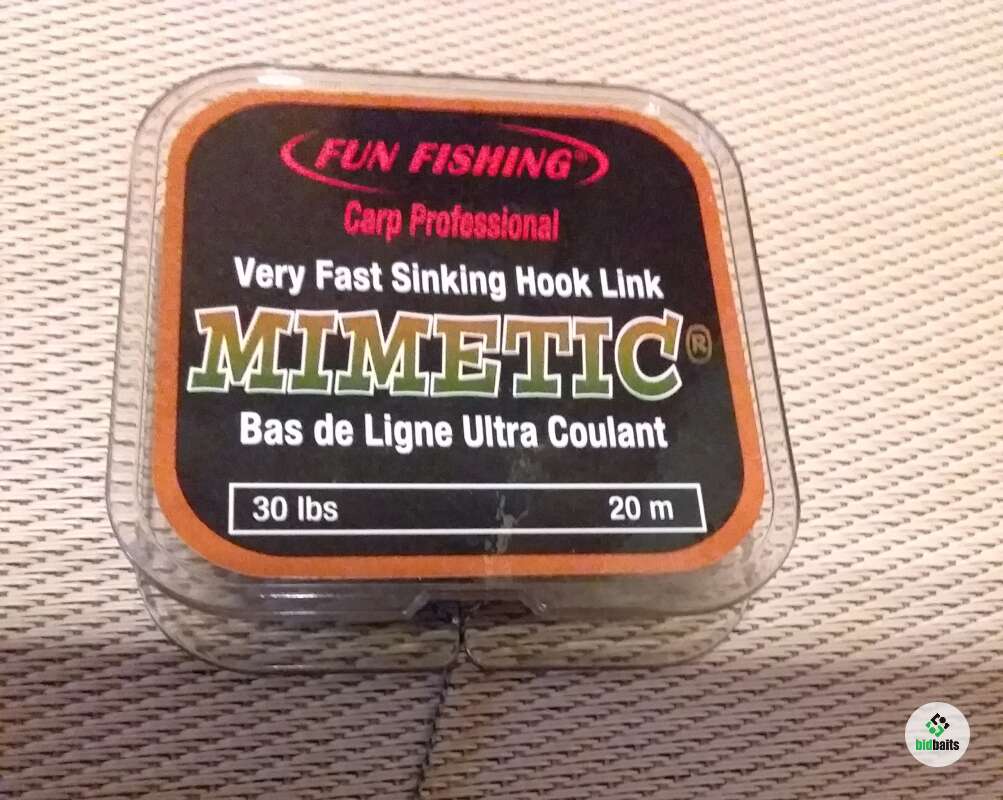 FUN FISHING®
Carp Professional
Very Fast Sinking Hook Link
MIMETIC®
Bas de Ligne Ultra Coulant
30 lbs 20 m
bidbaits